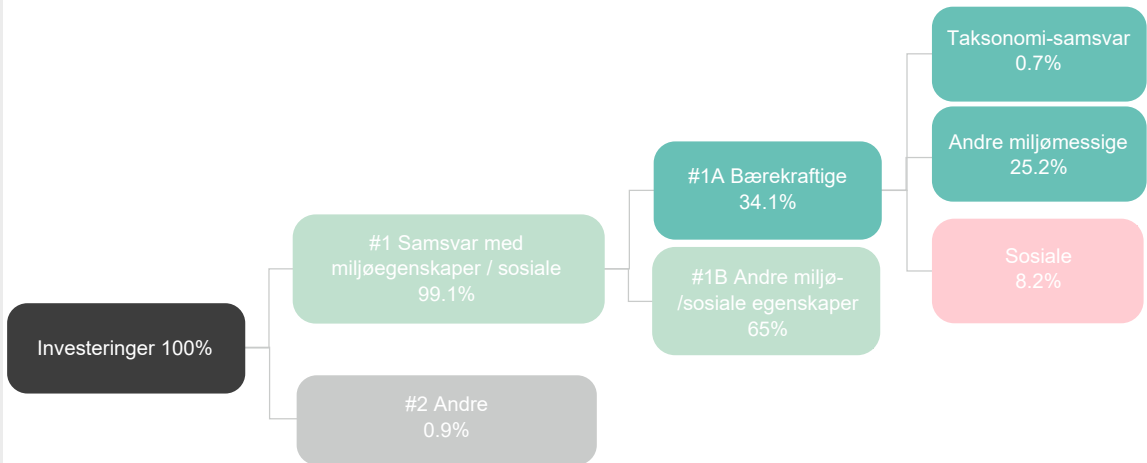 Investeringer 100%
#1 Samsvar med
miljøegenskaper / sosiale
99.1%
#2 Andre
0.9%
#1A Bærekraftige
34.1%
#1B Andre miljø-
/sosiale egenskaper
65%
Taksonomi-samsvar
0.7%
Andre miljømessige
25.2%
Sosiale
8.2%